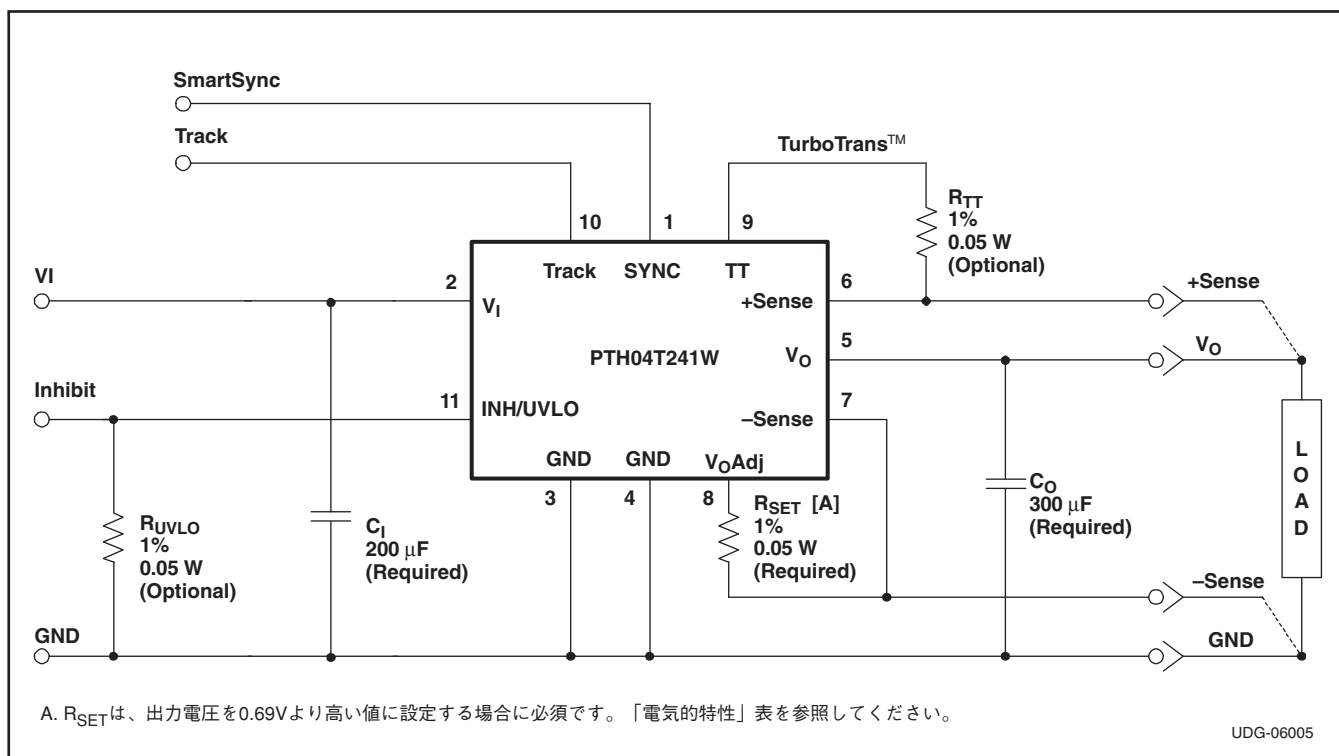 SmartSync
Track
TurboTrans™
RTT
1%
0.05 W
(Optional)
10
1
9
Track
SYNC
TT
VI
2
VI
6
+Sense
+Sense
PTH04T241W
5
VO
VO
Inhibit
11
INH/UVLO
7
–Sense
GND
GND
VOAdj
3
4
8
RSET [A]
1%
0.05 W
(Required)
RUVLO
1%
0.05 W
(Optional)
CI
200 μF
(Required)
CO
300 μF
(Required)
LOAD
–Sense
GND
GND
A. RSETは、出力電圧を0.69Vより高い値に設定する場合に必須です。「電気的特性」表を参照してください。
UDG-06005